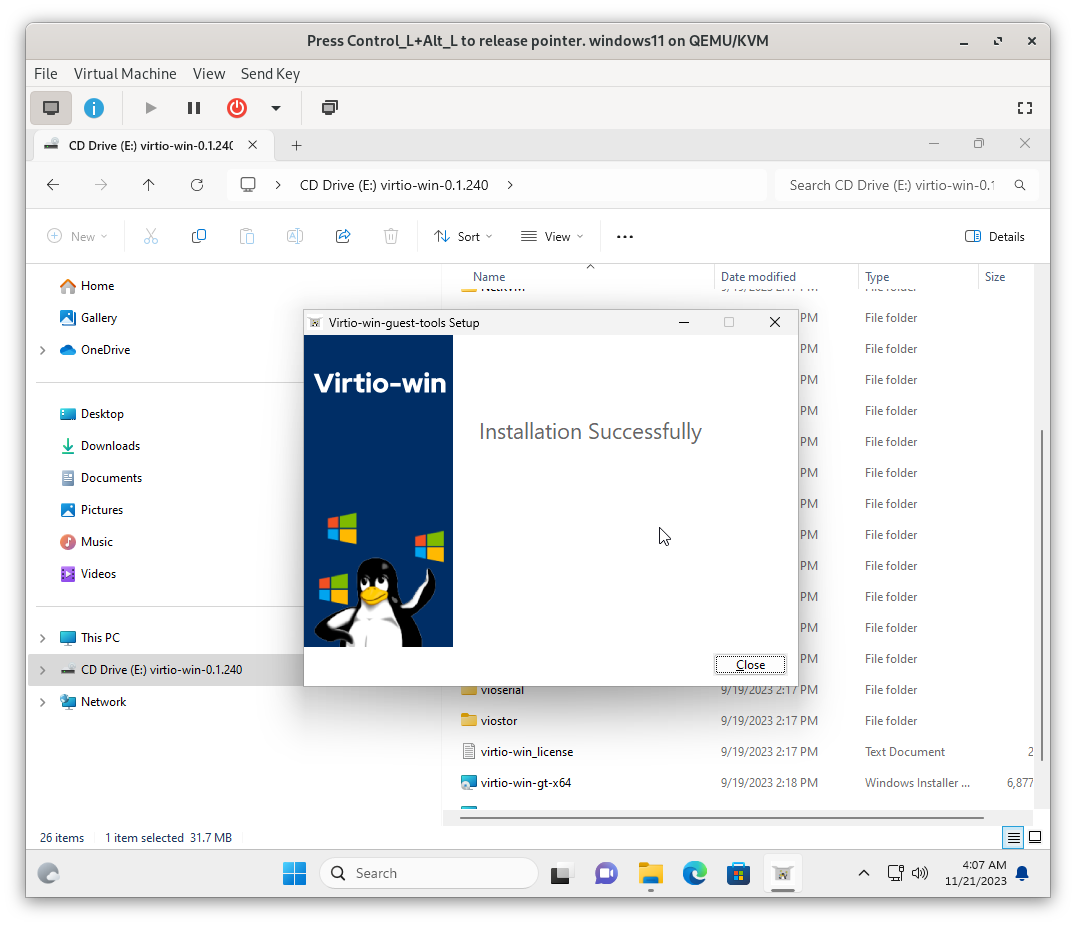 Press Control_L+Alt_L to release pointer. windows11 on QEMU/KVM
File Virtual Machine View Send Key
CD Drive (E:) virtio-win-0.1.240
CD Drive (E:) virtio-win-0.1.240
Search CD Drive (E:) virtio-win-0.1
New
Sort
View
Details
Name Date modified Type Size
Home
Gallery
OneDrive
Desktop
Downloads
Documents
Pictures
Music
Videos
This PC
CD Drive (E:) virtio-win-0.1.240
Network
NetKVM 9/19/2023 2:17 PM File folder
PM File folder
PM File folder
PM File folder
PM File folder
PM File folder
PM File folder
PM File folder
PM File folder
PM File folder
PM File folder
PM File folder
PM File folder
vioserial 9/19/2023 2:17 PM File folder
viostor 9/19/2023 2:17 PM File folder
virtio-win_license 9/19/2023 2:17 PM Text Document 2
virtio-win-gt-x64 9/19/2023 2:18 PM Windows Installer ... 6,877
Virtio-win-guest-tools Setup
Virtio-win
Installation Successfully
Close
26 items 1 item selected 31.7 MB
Search
4:07 AM
11/21/2023